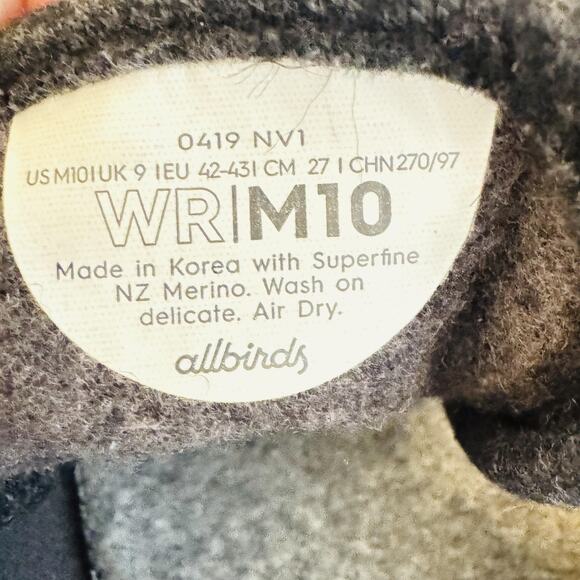 0419 NV1
US M10 | UK 9 | EU 42-43 | CM 27 | CHN 270/97
WR|M10
Made in Korea with Superfine
NZ Merino. Wash on
delicate. Air Dry.
allbirds